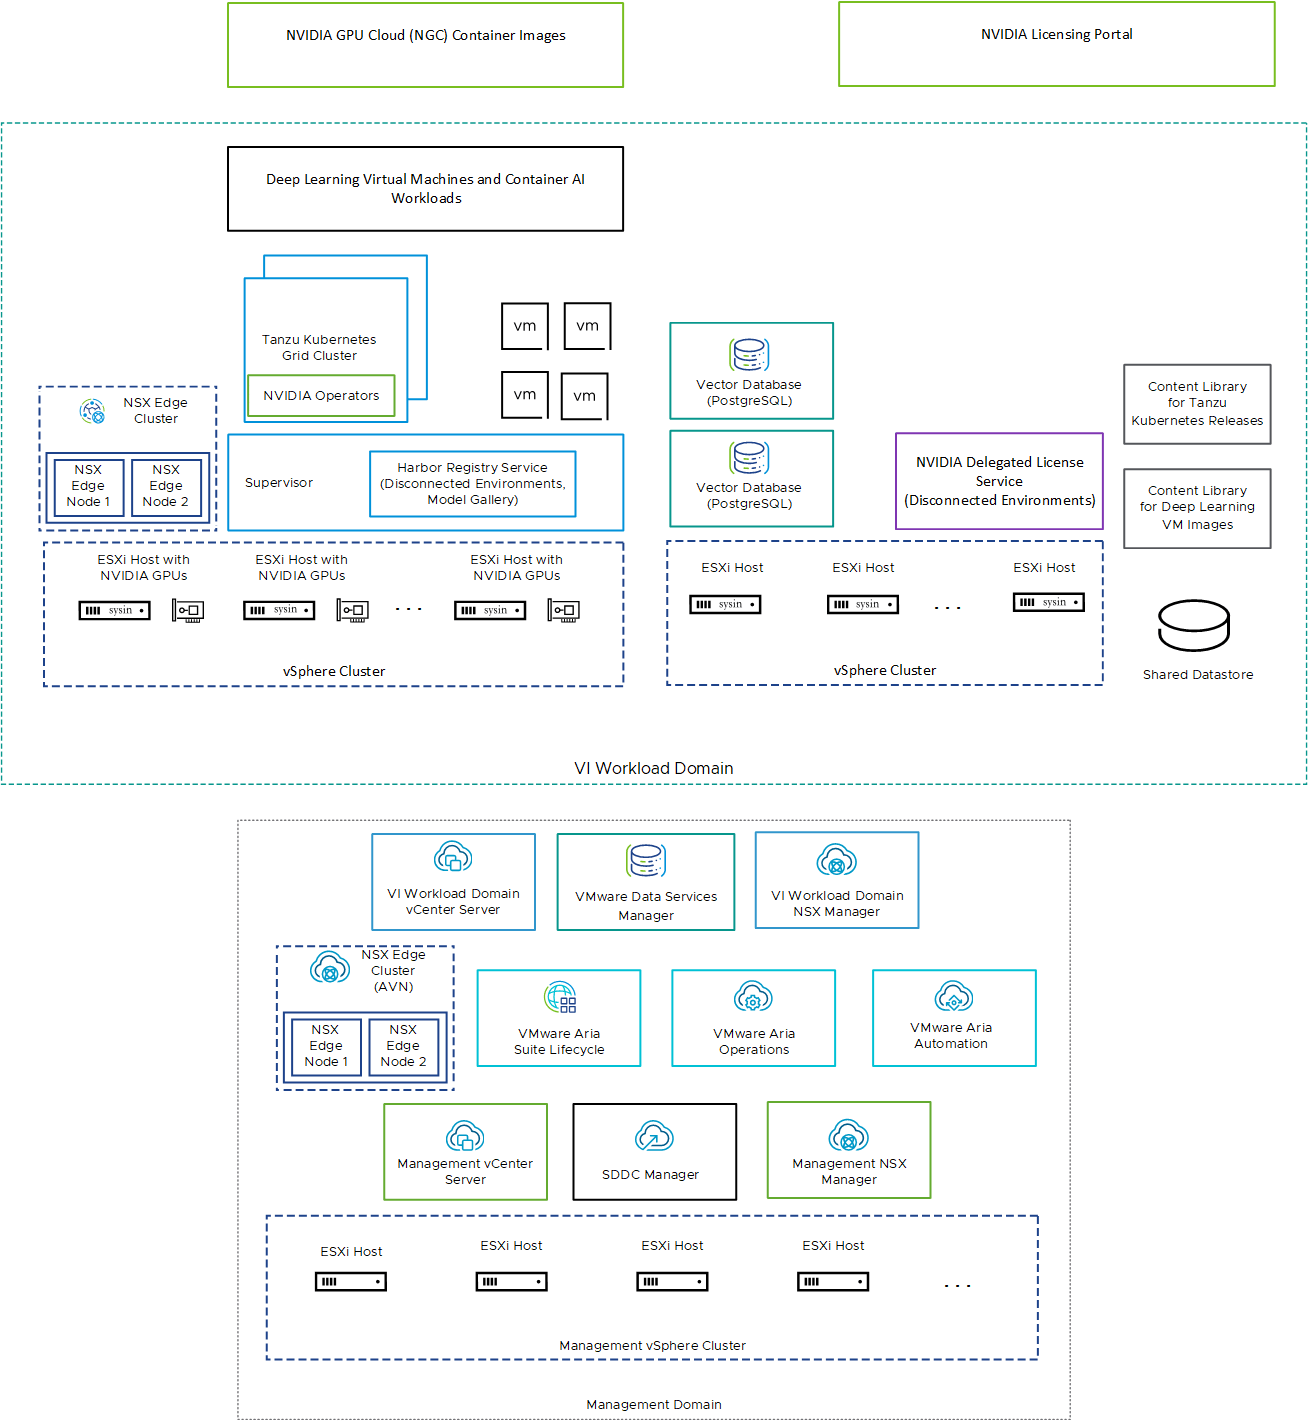 NVIDIA GPU Cloud (NGC) Container Images
NVIDIA Licensing Portal
Deep Learning Virtual Machines and Container AI
Workloads
Tanzu Kubernetes
Grid Cluster
NVIDIA Operators
vm
vm
vm
vm
Vector Database
(PostgreSQL)
Vector Database
(PostgreSQL)
Content Library
for Tanzu
Kubernetes Releases
Content Library
for Deep Learning
VM Images
NSX Edge
Cluster
NSX
Edge
Node 1
NSX
Edge
Node 2
Supervisor
Harbor Registry Service
(Disconnected Environments,
Model Gallery)
NVIDIA Delegated License
Service
(Disconnected Environments)
ESXi Host with
NVIDIA GPUs
sysin
ESXi Host with
NVIDIA GPUs
sysin
. . .
ESXi Host with
NVIDIA GPUs
sysin
vSphere Cluster
ESXi Host
sysin
ESXi Host
sysin
. . .
ESXi Host
sysin
vSphere Cluster
Shared Datastore
VI Workload Domain
VI Workload Domain
vCenter Server
VMware Data Services
Manager
VI Workload Domain
NSX Manager
NSX Edge
Cluster
(AVN)
NSX
Edge
Node 1
NSX
Edge
Node 2
VMware Aria
Suite Lifecycle
VMware Aria
Operations
VMware Aria
Automation
Management vCenter
Server
SDDC Manager
Management NSX
Manager
ESXi Host
ESXi Host
ESXi Host
ESXi Host
. . .
Management vSphere Cluster
Management Domain